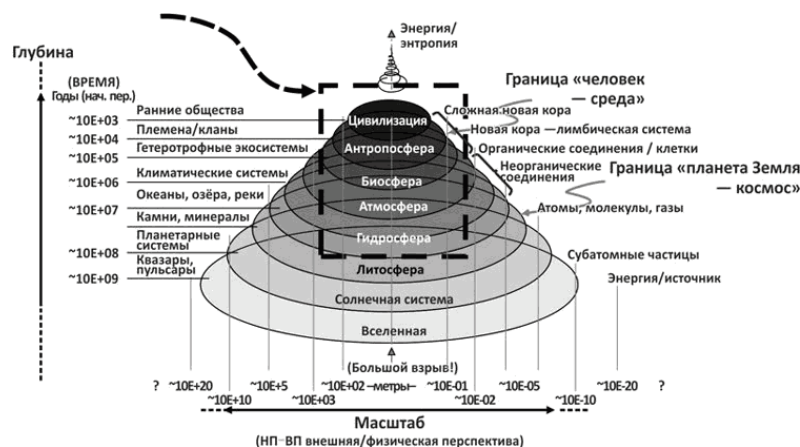 Энергия/
энтропия
Глубина
(ВРЕМЯ)
Годы (нач. пер.)
Граница «человек
— среда»
Ранние общества
~10E+03
Цивилизация
Сложная новая кора
Племена/кланы
~10E+04
Новая кора —лимбическая система
Гетеротрофные экосистемы
~10E+05
Антропосфера
Органические соединения / клетки
Неорганические
соединения
Граница «планета Земля
— космос»
Климатические системы
~10E+06
Биосфера
Океаны, озёра, реки
~10E+07
Атмосфера
Атомы, молекулы, газы
Камни, минералы
Планетарные
системы
Гидросфера
~10E+08
Субатомные частицы
Квазары,
пульсары
Литосфера
~10E+09
Энергия/источник
Солнечная система
Вселенная
(Большой взрыв!)
? ~10E+20 ~10E+5 ~10E+02 –метры– ~10E-01 ~10E-05 ~10E-20 ?
~10E+10 ~10E+03 ~10E-02 ~10E-10
Масштаб
(НП–ВП внешняя/физическая перспектива)